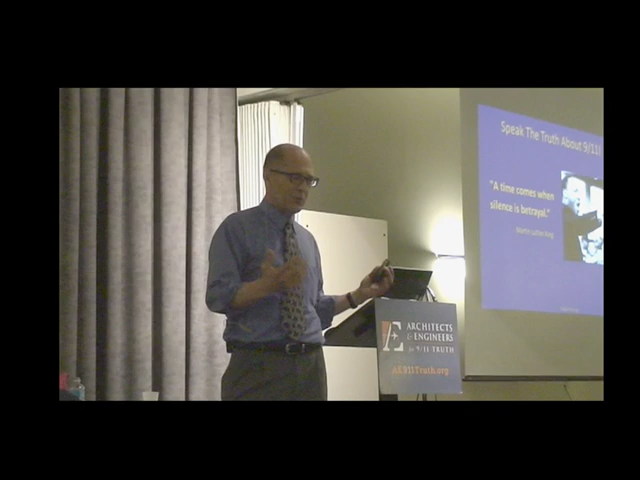 Speak The Truth About 9/11!
"A time comes when
silence is betrayal."
Martin Luther King
ARCHITECTS
& ENGINEERS
for 9/11 TRUTH
AE911Truth.org